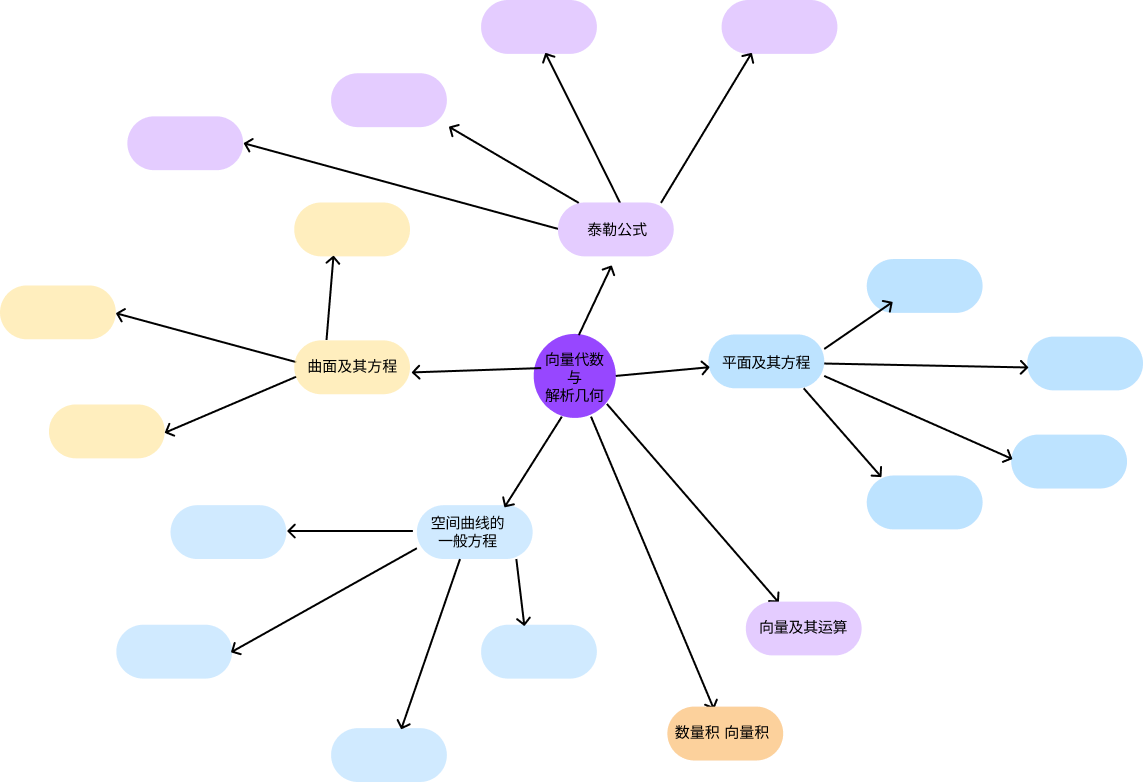 泰勒公式
曲面及其方程
向量代数
与
解析几何
平面及其方程
空间曲线的
一般方程
向量及其运算
数量积 向量积